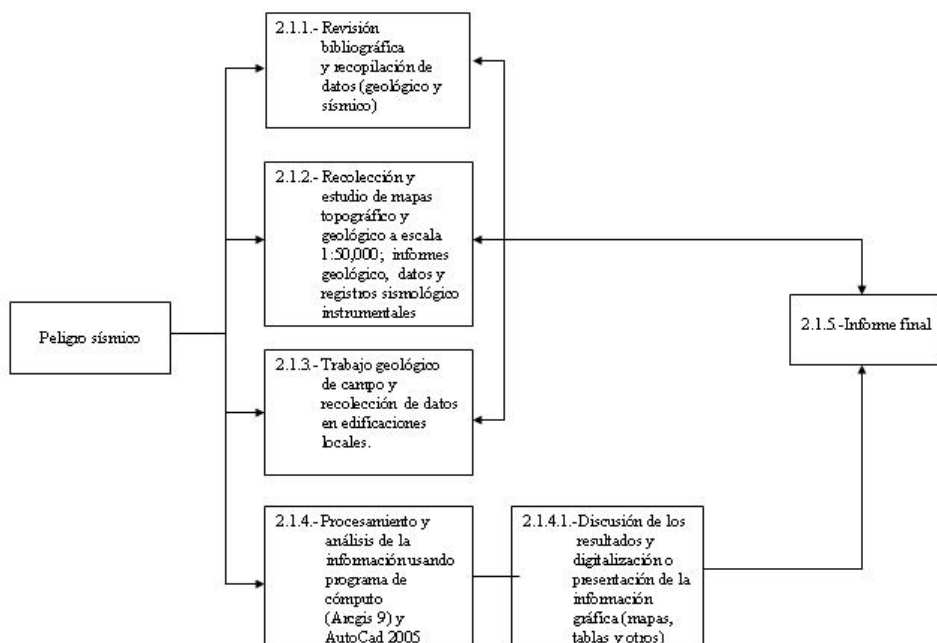 2.1.1.- Revisión
bibliográfica
y recopilación de
datos (geológico y
sísmico)
2.1.2.- Recolección y
estudio de mapas
topográfico y
geológico a escala
1:50,000; informes
geológico, datos y
registros sismológico
instrumentales
Peligro sísmico
2.1.5.-Informe final
2.1.3.- Trabajo geológico
de campo y
recolección de datos
en edificaciones
locales.
2.1.4.-Procesamiento y
análisis de la
información usando
programa de
cómputo
(Arcgis 9) y
AutoCad 2005
2.1.4.1.-Discusión de los
resultados y
digitalización o
presentación de la
información
gráfica (mapas,
tablas y otros)